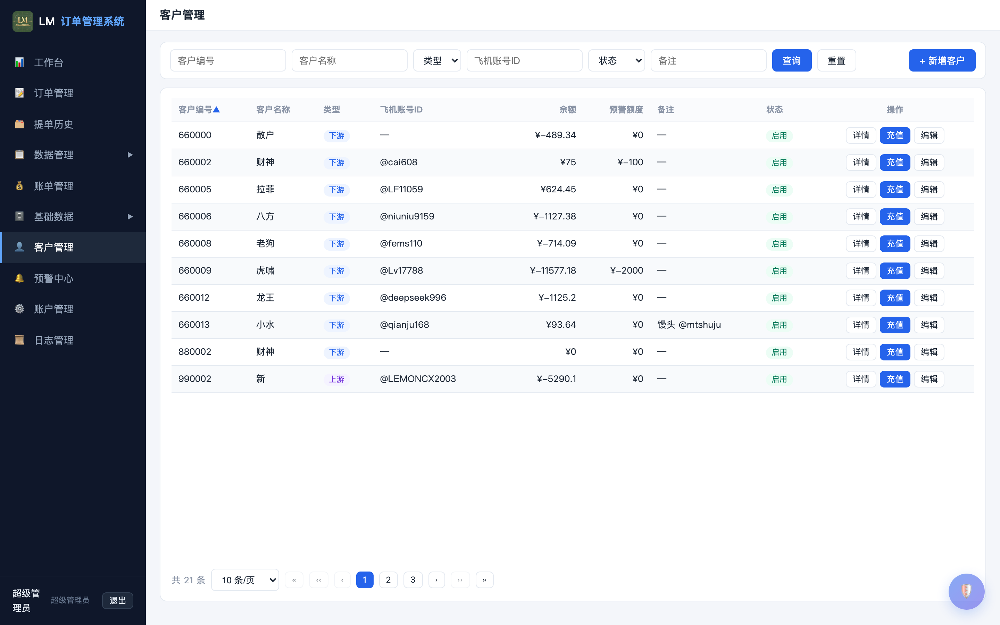 LM 订单管理系统
工作台
订单管理
提单历史
数据管理
账单管理
基础数据
客户管理
预警中心
账户管理
日志管理
超级管理员 超级管理员 退出
客户管理
客户编号 客户名称 类型 飞机账号ID 状态 备注 查询 重置 + 新增客户
客户编号▲ 客户名称 类型 飞机账号ID 余额 预警额度 备注 状态 操作
660000 散户 下游 — ¥-489.34 ¥0 — 启用 详情 充值 编辑
660002 财神 下游 @cai608 ¥75 ¥-100 — 启用 详情 充值 编辑
660005 拉菲 下游 @LF11059 ¥624.45 ¥0 — 启用 详情 充值 编辑
660006 八方 下游 @niuniu9159 ¥-1127.38 ¥0 — 启用 详情 充值 编辑
660008 老狗 下游 @fems110 ¥-714.09 ¥0 — 启用 详情 充值 编辑
660009 虎啸 下游 @Lv17788 ¥-11577.18 ¥-2000 — 启用 详情 充值 编辑
660012 龙王 下游 @deepseek996 ¥-1125.2 ¥0 — 启用 详情 充值 编辑
660013 小水 下游 @qianju168 ¥93.64 ¥0 馒头 @mtshuju 启用 详情 充值 编辑
880002 财神 下游 — ¥0 ¥0 — 启用 详情 充值 编辑
990002 新 上游 @LEMONCX2003 ¥-5290.1 ¥0 — 启用 详情 充值 编辑
共 21 条 10 条/页 « ‹‹ ‹ 1 2 3 › ›› »